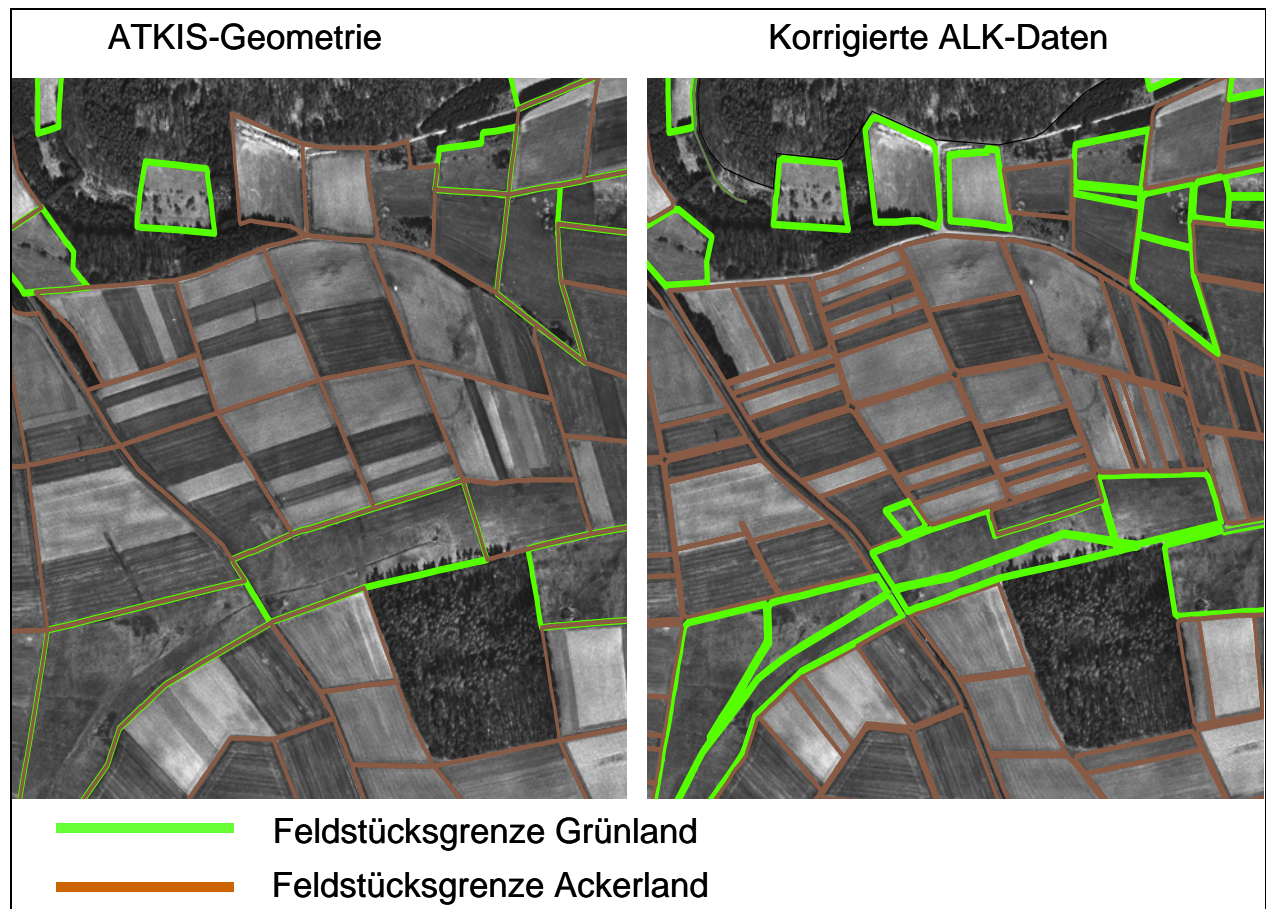 ATKIS-Geometrie
Korrigierte ALK-Daten
Feldstücksgrenze Grünland
Feldstücksgrenze Ackerland